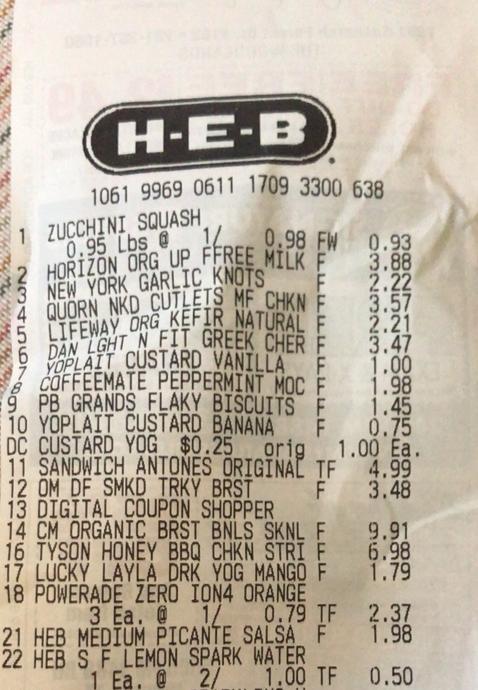 H-E-B
1061 9969 0611 1709 3300 638
1 ZUCCHINI SQUASH
0.95 Lbs @ 1/ 0.98 FW 0.93
2 HORIZON ORG UP FFREE MILK F 3.88
3 NEW YORK GARLIC KNOTS F 2.22
4 QUORN NKD CUTLETS MF CHKN F 3.57
5 LIFEWAY ORG KEFIR NATURAL F 2.21
6 DAN LGHT N FIT GREEK CHER F 3.47
7 YOPLAIT CUSTARD VANILLA F 1.00
8 COFFEEMATE PEPPERMINT MOC F 1.98
9 PB GRANDS FLAKY BISCUITS F 1.45
10 YOPLAIT CUSTARD BANANA F 0.75
DC CUSTARD YOG $0.25 orig 1.00 Ea.
11 SANDWICH ANTONES ORIGINAL TF 4.99
12 OM DF SMKD TRKY BRST F 3.48
13 DIGITAL COUPON SHOPPER
14 CM ORGANIC BRST BNLS SKNL F 9.91
16 TYSON HONEY BBQ CHKN STRI F 6.98
17 LUCKY LAYLA DRK YOG MANGO F 1.79
18 POWERADE ZERO ION4 ORANGE
3 Ea. @ 1/ 0.79 TF 2.37
21 HEB MEDIUM PICANTE SALSA F 1.98
22 HEB S F LEMON SPARK WATER
1 Ea. @ 2/ 1.00 TF 0.50